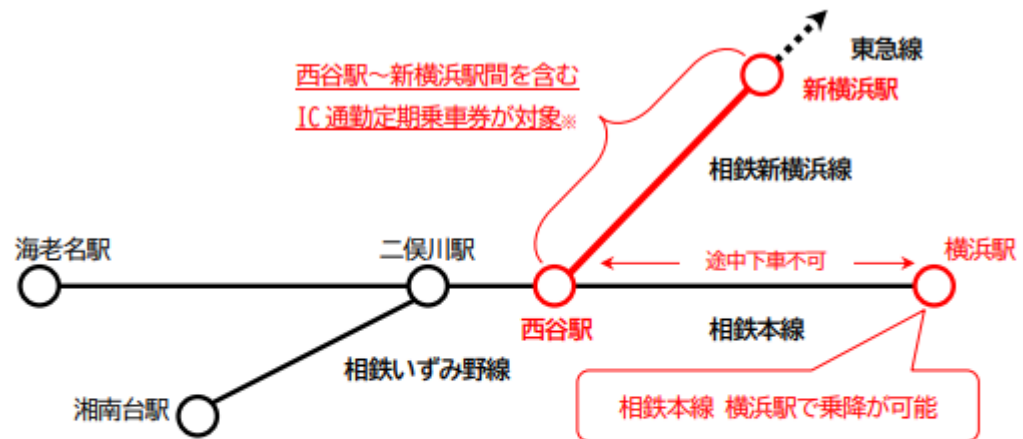 東急線
西谷駅～新横浜駅間を含む
IC 通勤定期乗車券が対象※
新横浜駅
相鉄新横浜線
海老名駅
二俣川駅
途中下車不可
横浜駅
西谷駅
相鉄本線
相鉄いずみ野線
湘南台駅
相鉄本線 横浜駅で乗降が可能